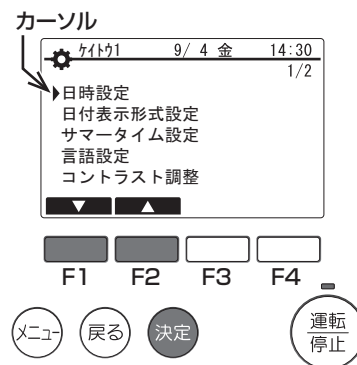 カーソル
ケイトウ1 9/ 4 金 14:30
1/2
日時設定
日付表示形式設定
サマータイム設定
言語設定
コントラスト調整
F1 F2 F3 F4
メニュー 戻る 決定 運転
停止